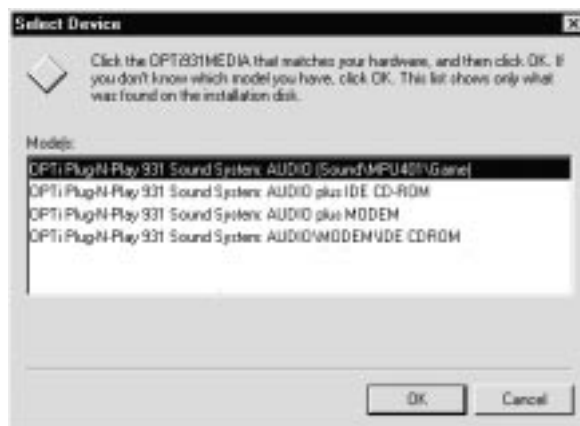 Select Device
Click the OPTi931MEDIA that matches your hardware, and then click OK. If
you don't know which model you have, click OK. This list shows only what
was found on the installation disk.
Models:
OPTi Plug-N-Play 931 Sound System: AUDIO (Sound\MPU401\Game)
OPTi Plug-N-Play 931 Sound System: AUDIO plus IDE CD-ROM
OPTi Plug-N-Play 931 Sound System: AUDIO plus MODEM
OPTi Plug-N-Play 931 Sound System: AUDIO\MODEM\IDE CDROM
OK
Cancel